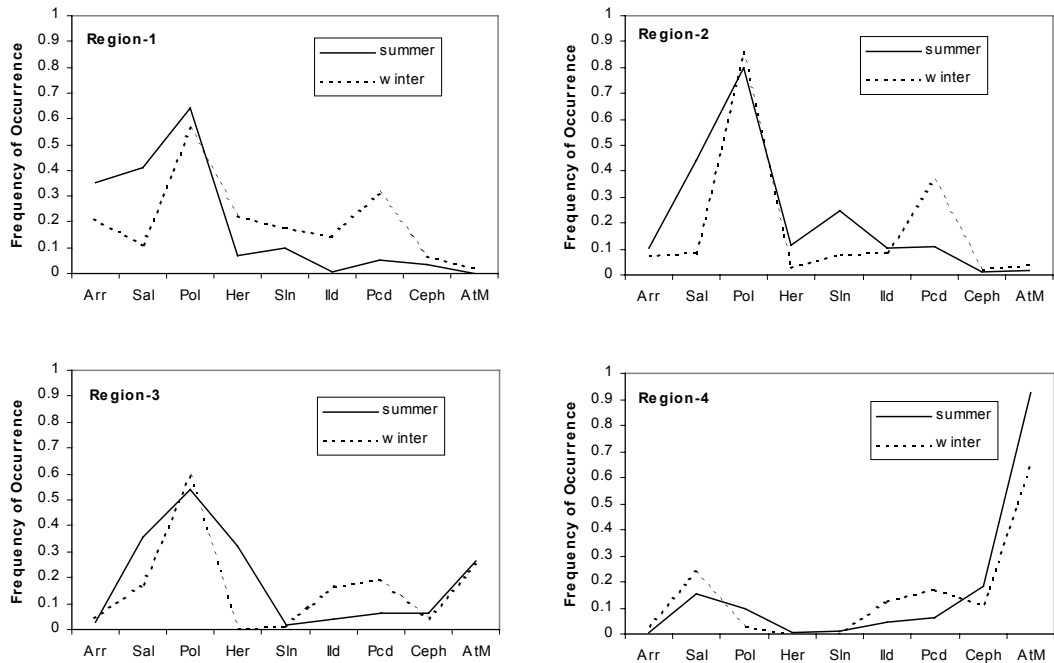 Region-1
summer
w inter
Frequency of Occurrence
1
0.9
0.8
0.7
0.6
0.5
0.4
0.3
0.2
0.1
0
Arr Sal Pol Her Sln Ild Pcd Ceph AtM
Region-2
summer
w inter
Frequency of Occurrence
1
0.9
0.8
0.7
0.6
0.5
0.4
0.3
0.2
0.1
0
Arr Sal Pol Her Sln Ild Pcd Ceph AtM
Region-3
summer
w inter
Frequency of Occurrence
1
0.9
0.8
0.7
0.6
0.5
0.4
0.3
0.2
0.1
0
Arr Sal Pol Her Sln Ild Pcd Ceph AtM
Region-4
summer
w inter
Frequency of Occurrence
1
0.9
0.8
0.7
0.6
0.5
0.4
0.3
0.2
0.1
0
Arr Sal Pol Her Sln Ild Pcd Ceph AtM